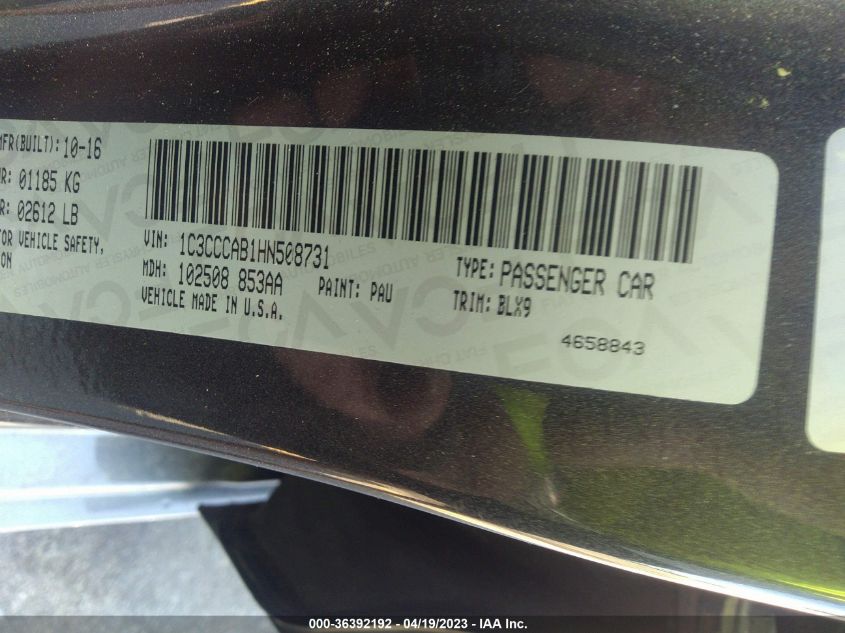 MFR(BUILT): 10-16
R: 01185 KG
R: 02612 LB
OR VEHICLE SAFETY,
ON
VIN: 1C3CCCAB1HN508731
MDH: 102508 853AA
PAINT: PAU
VEHICLE MADE IN U.S.A.
TYPE: PASSENGER CAR
TRIM: BLX9
4658843
000-36392192 - 04/19/2023 - IAA Inc.